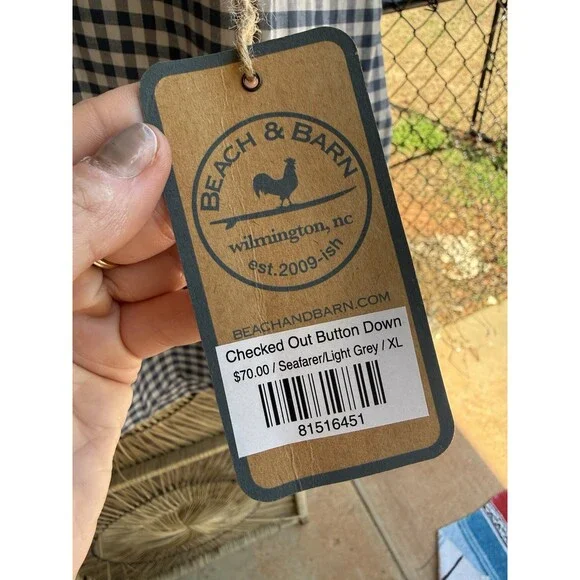 BEACH & BARN
wilmington, nc
est.2009-ish
BEACHANDBARN.COM
Checked Out Button Down
$70.00 / Seafarer/Light Grey / XL
81516451